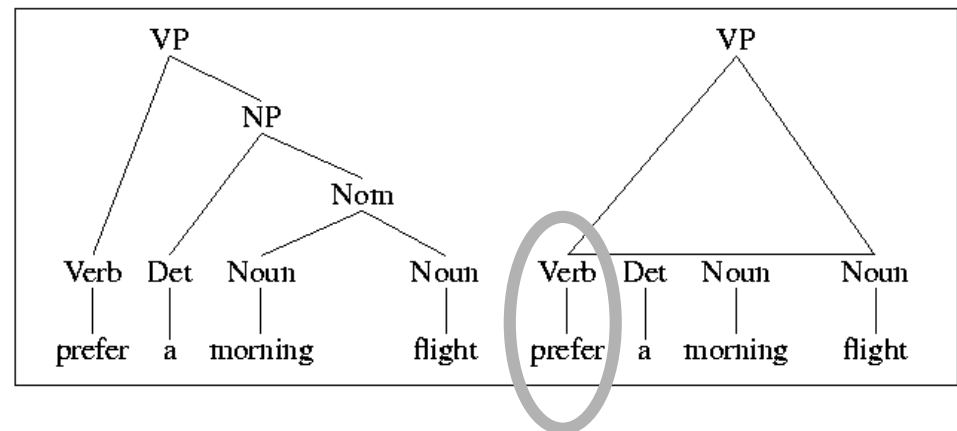 VP VP
NP
Nom
Verb Det Noun Noun Verb Det Noun Noun
prefer a morning flight prefer a morning flight